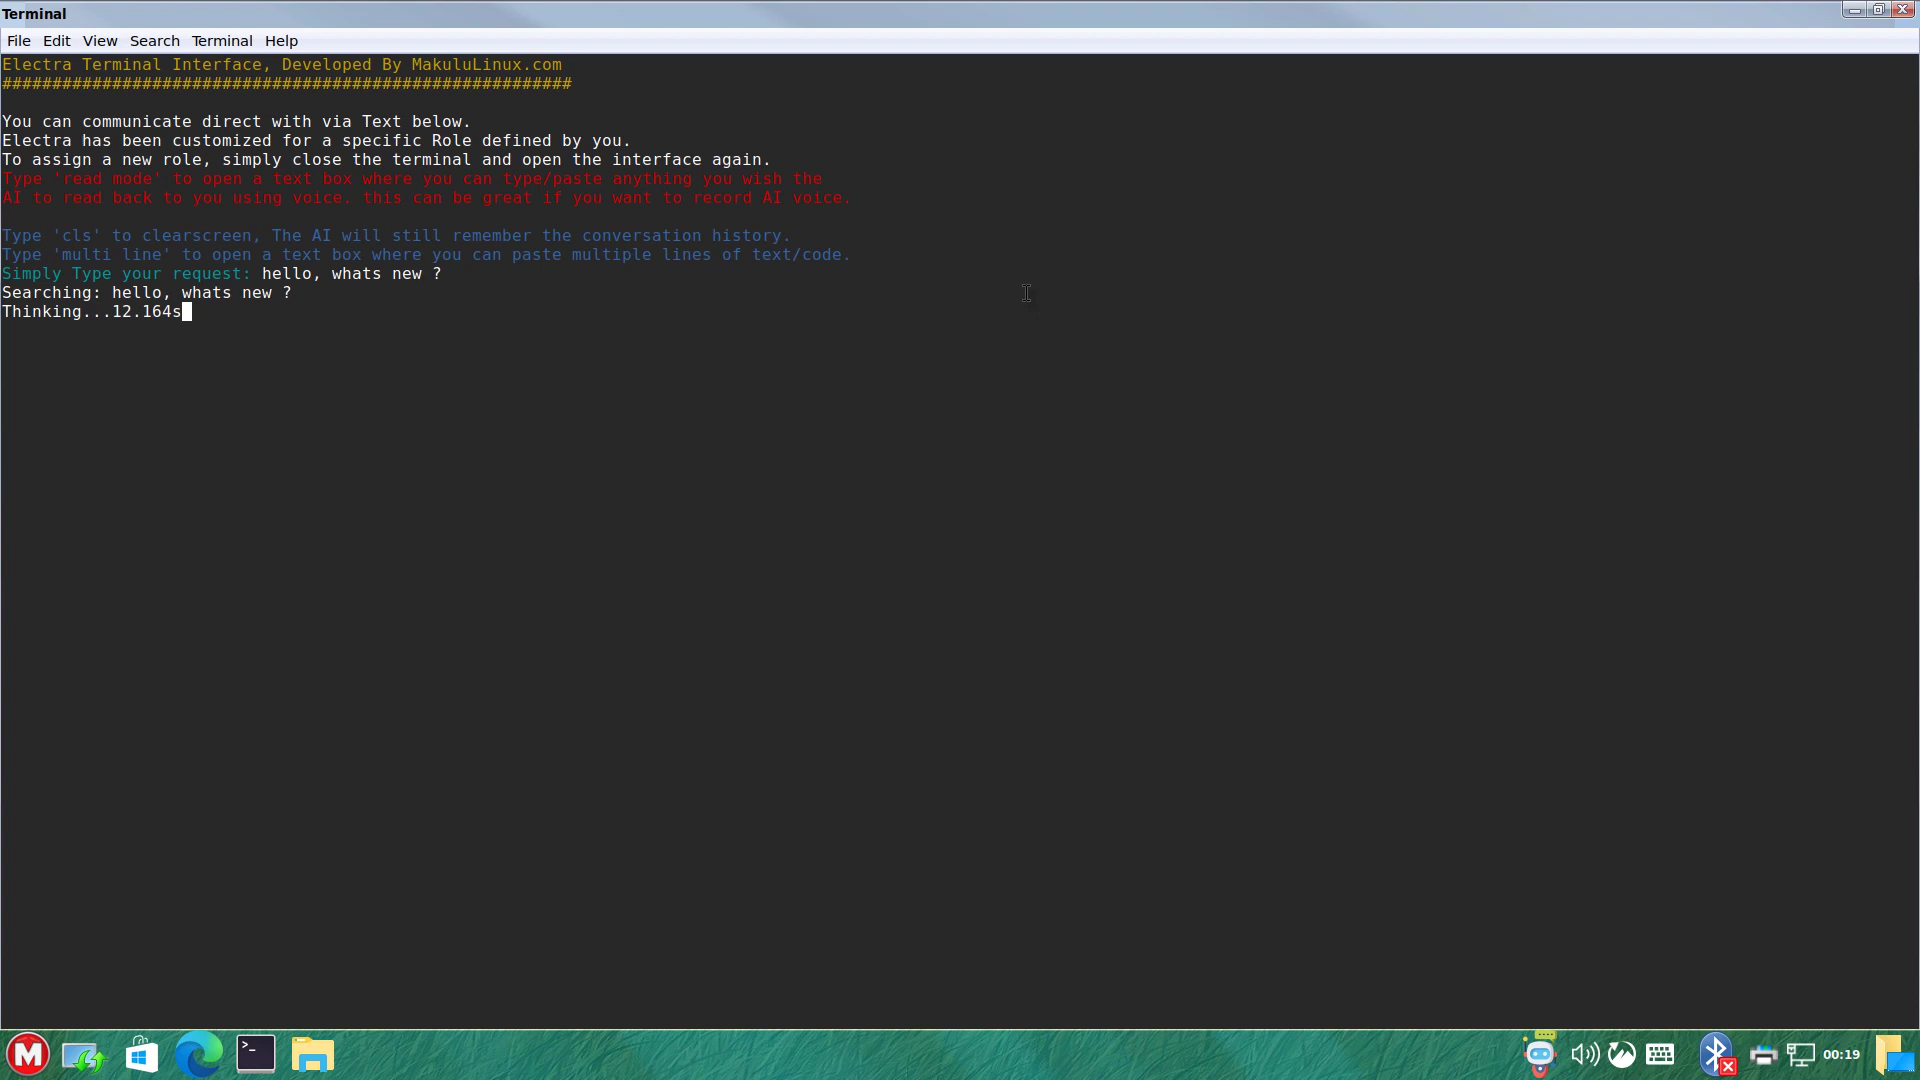 Terminal
File Edit View Search Terminal Help
Electra Terminal Interface, Developed By MakuluLinux.com
#########################################################
You can communicate direct with via Text below.
Electra has been customized for a specific Role defined by you.
To assign a new role, simply close the terminal and open the interface again.
Type 'read mode' to open a text box where you can type/paste anything you wish the
AI to read back to you using voice. this can be great if you want to record AI voice.
Type 'cls' to clearscreen, The AI will still remember the conversation history.
Type 'multi line' to open a text box where you can paste multiple lines of text/code.
Simply Type your request: hello, whats new ?
Searching: hello, whats new ?
Thinking...12.164s
M >_ 00:19